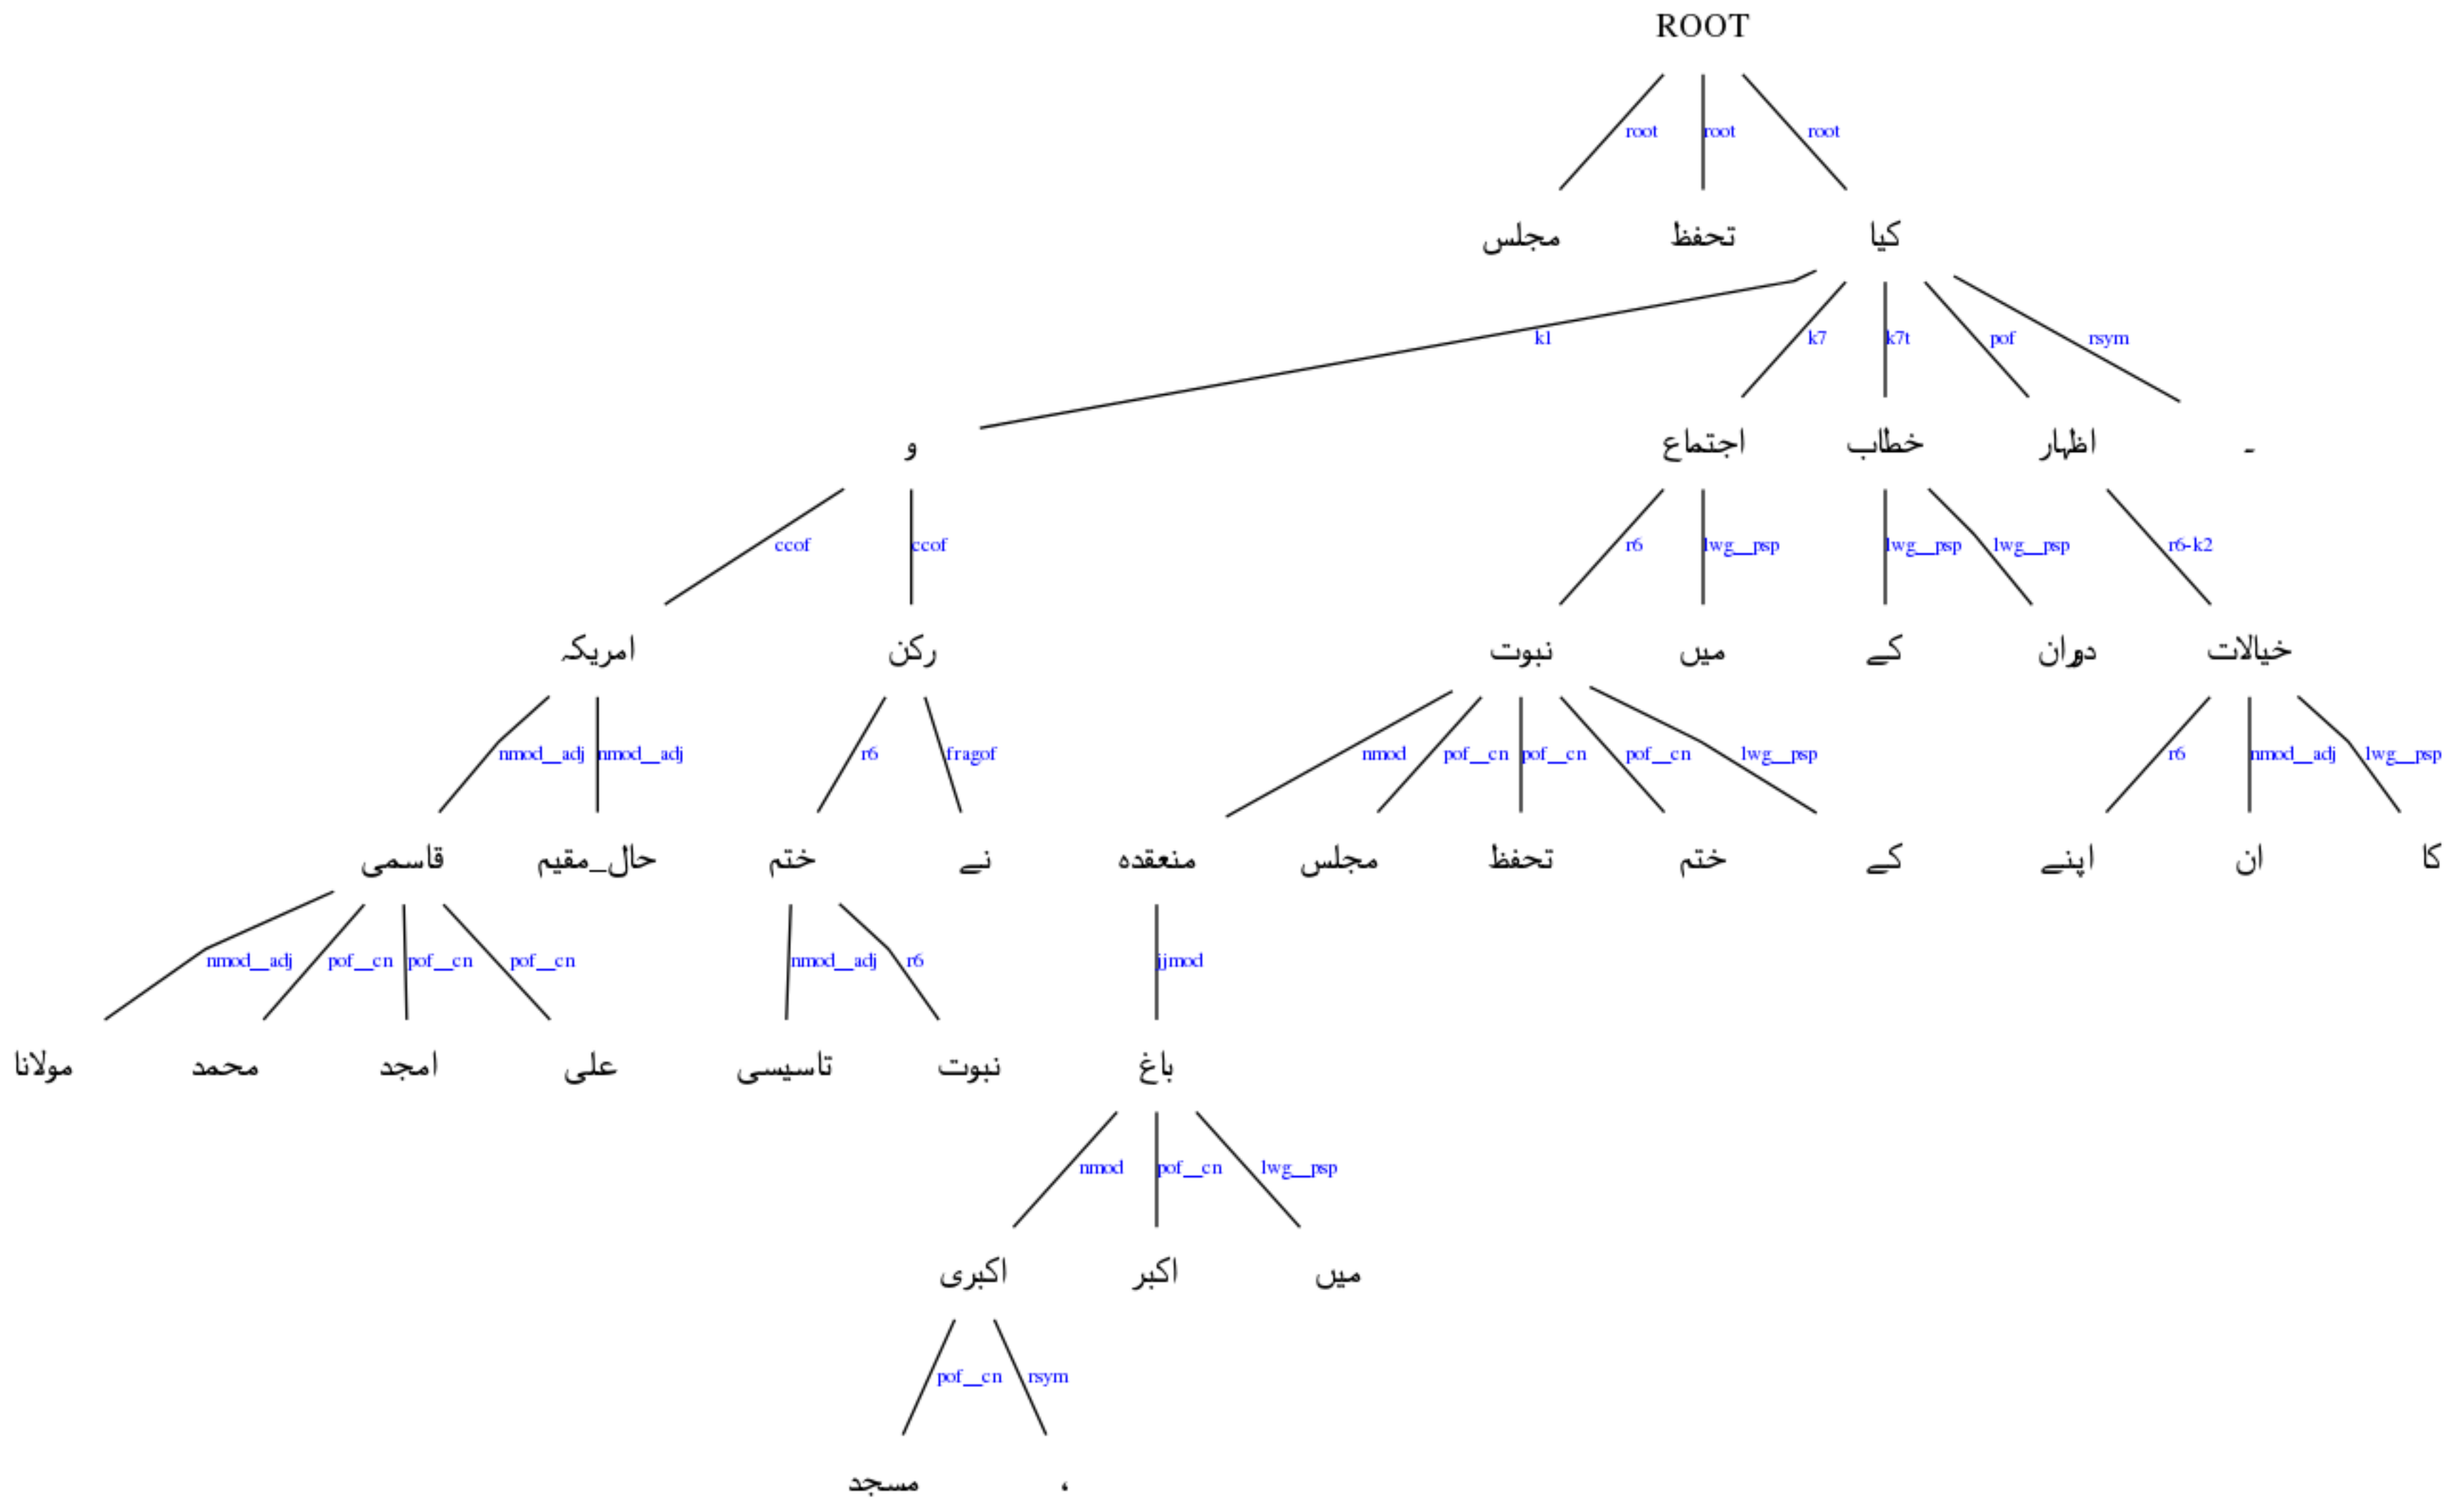 ROOT
root root root
مجلس تحفظ کیا
k1 k7 k7t pof rsym
و اجتماع خطاب اظہار ۔
ccof ccof r6 lwg__psp lwg__psp lwg__psp r6-k2
امریکہ رکن نبوت میں کے دوران خیالات
nmod__adj nmod__adj r6 fragof nmod pof__cn pof__cn pof__cn lwg__psp r6 nmod__adj lwg__psp
قاسمی حال_مقیم ختم نے منعقدہ مجلس تحفظ ختم کے اپنے ان کا
nmod__adj pof__cn pof__cn pof__cn nmod__adj r6 jjmod
مولانا محمد امجد علی تاسیسی نبوت باغ
nmod pof__cn lwg__psp
اکبری اکبر میں
pof__cn rsym
مسجد ،